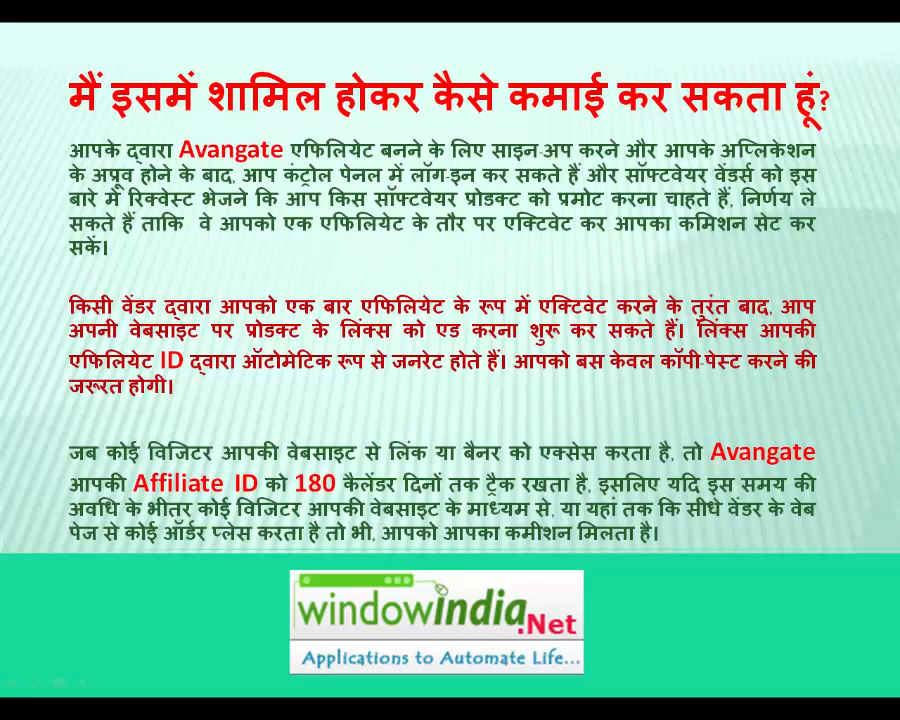 मैं इसमें शामिल होकर कैसे कमाई कर सकता हूं?
आपके द्वारा Avangate एफिलियेट बनने के लिए साइन-अप करने और आपके अप्लिकेशन
के अप्रूव होने के बाद, आप कंट्रोल पेनल में लॉग-इन कर सकते हैं और सॉफ्टवेयर वेंडर्स को इस
बारे में रिक्वेस्ट भेजने कि आप किस सॉफ्टवेयर प्रोडक्ट को प्रमोट करना चाहते हैं, निर्णय ले
सकते हैं ताकि वे आपको एक एफिलियेट के तौर पर एक्टिवेट कर आपका कमिशन सेट कर
सकें।
किसी वेंडर द्वारा आपको एक बार एफिलियेट के रूप में एक्टिवेट करने के तुरंत बाद, आप
अपनी वेबसाइट पर प्रोडक्ट के लिंक्स को एड करना शुरू कर सकते हैं। लिंक्स आपकी
एफिलियेट ID द्वारा ऑटोमेटिक रूप से जनरेट होते हैं। आपको बस केवल कॉपी-पेस्ट करने की
जरूरत होगी।
जब कोई विजिटर आपकी वेबसाइट से लिंक या बैनर को एक्सेस करता है, तो Avangate
आपकी Affiliate ID को 180 कैलेंडर दिनों तक ट्रैक रखता है, इसलिए यदि इस समय की
अवधि के भीतर कोई विजिटर आपकी वेबसाइट के माध्यम से, या यहां तक कि सीधे वेंडर के वेब
पेज से कोई ऑर्डर प्लेस करता है तो भी, आपको आपका कमीशन मिलता है।
windowindia.Net
Applications to Automate Life...